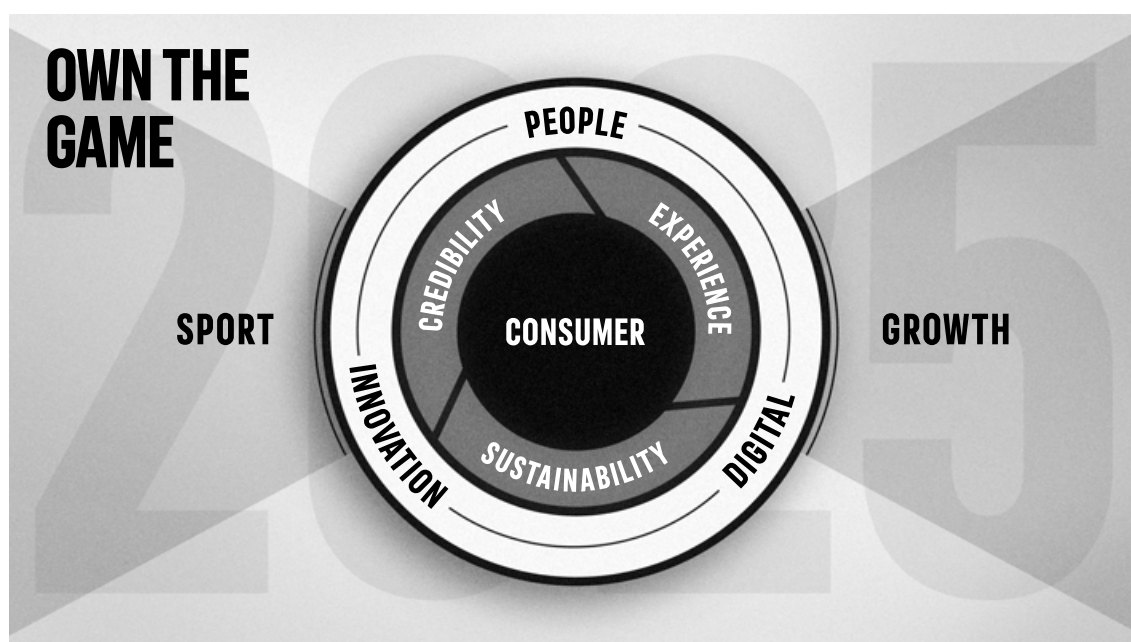 OWN THE
GAME
2025
PEOPLE
CREDIBILITY
EXPERIENCE
SPORT
CONSUMER
GROWTH
INNOVATION
SUSTAINABILITY
DIGITAL